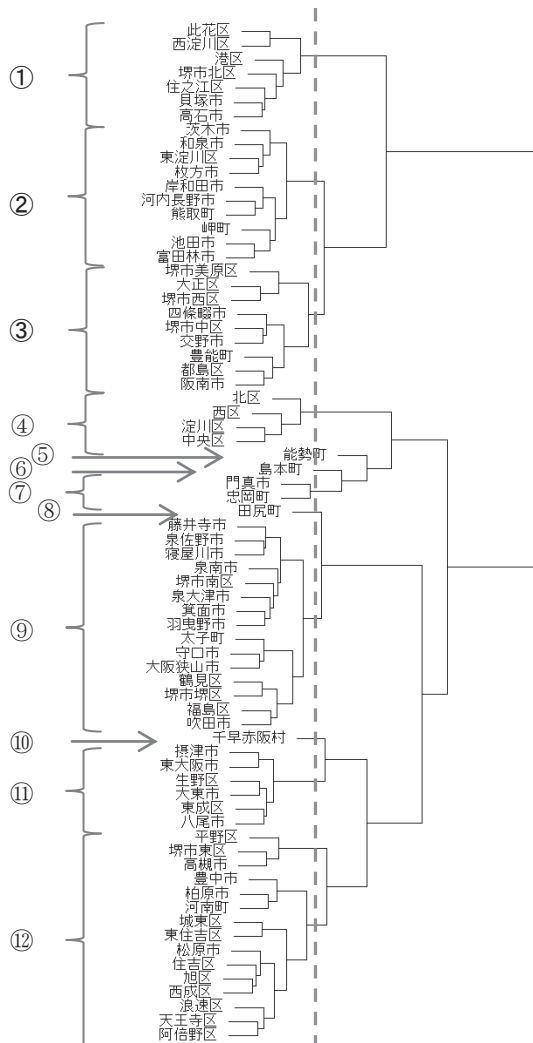 此花区
西淀川区
港区
堺市北区
① 住之江区
貝塚市
高石市
茨木市
和泉市
東淀川区
枚方市
岸和田市
② 河内長野市
熊取町
岬町
池田市
富田林市
堺市美原区
大正区
堺市西区
四條畷市
③ 堺市中区
交野市
豊能町
都島区
阪南市
北区
西区
④ 淀川区
中央区
⑤ 能勢町
⑥ 島本町
⑦ 門真市
忠岡町
⑧ 田尻町
藤井寺市
泉佐野市
寝屋川市
泉南市
堺市南区
泉大津市
箕面市
羽曳野市
⑨ 太子町
守口市
大阪狭山市
鶴見区
堺市堺区
福島区
吹田市
⑩ 千早赤阪村
摂津市
東大阪市
生野区
⑪ 大東市
東成区
八尾市
平野区
堺市東区
高槻市
豊中市
柏原市
河南町
城東区
⑫ 東住吉区
松原市
住吉区
旭区
西成区
浪速区
天王寺区
阿倍野区